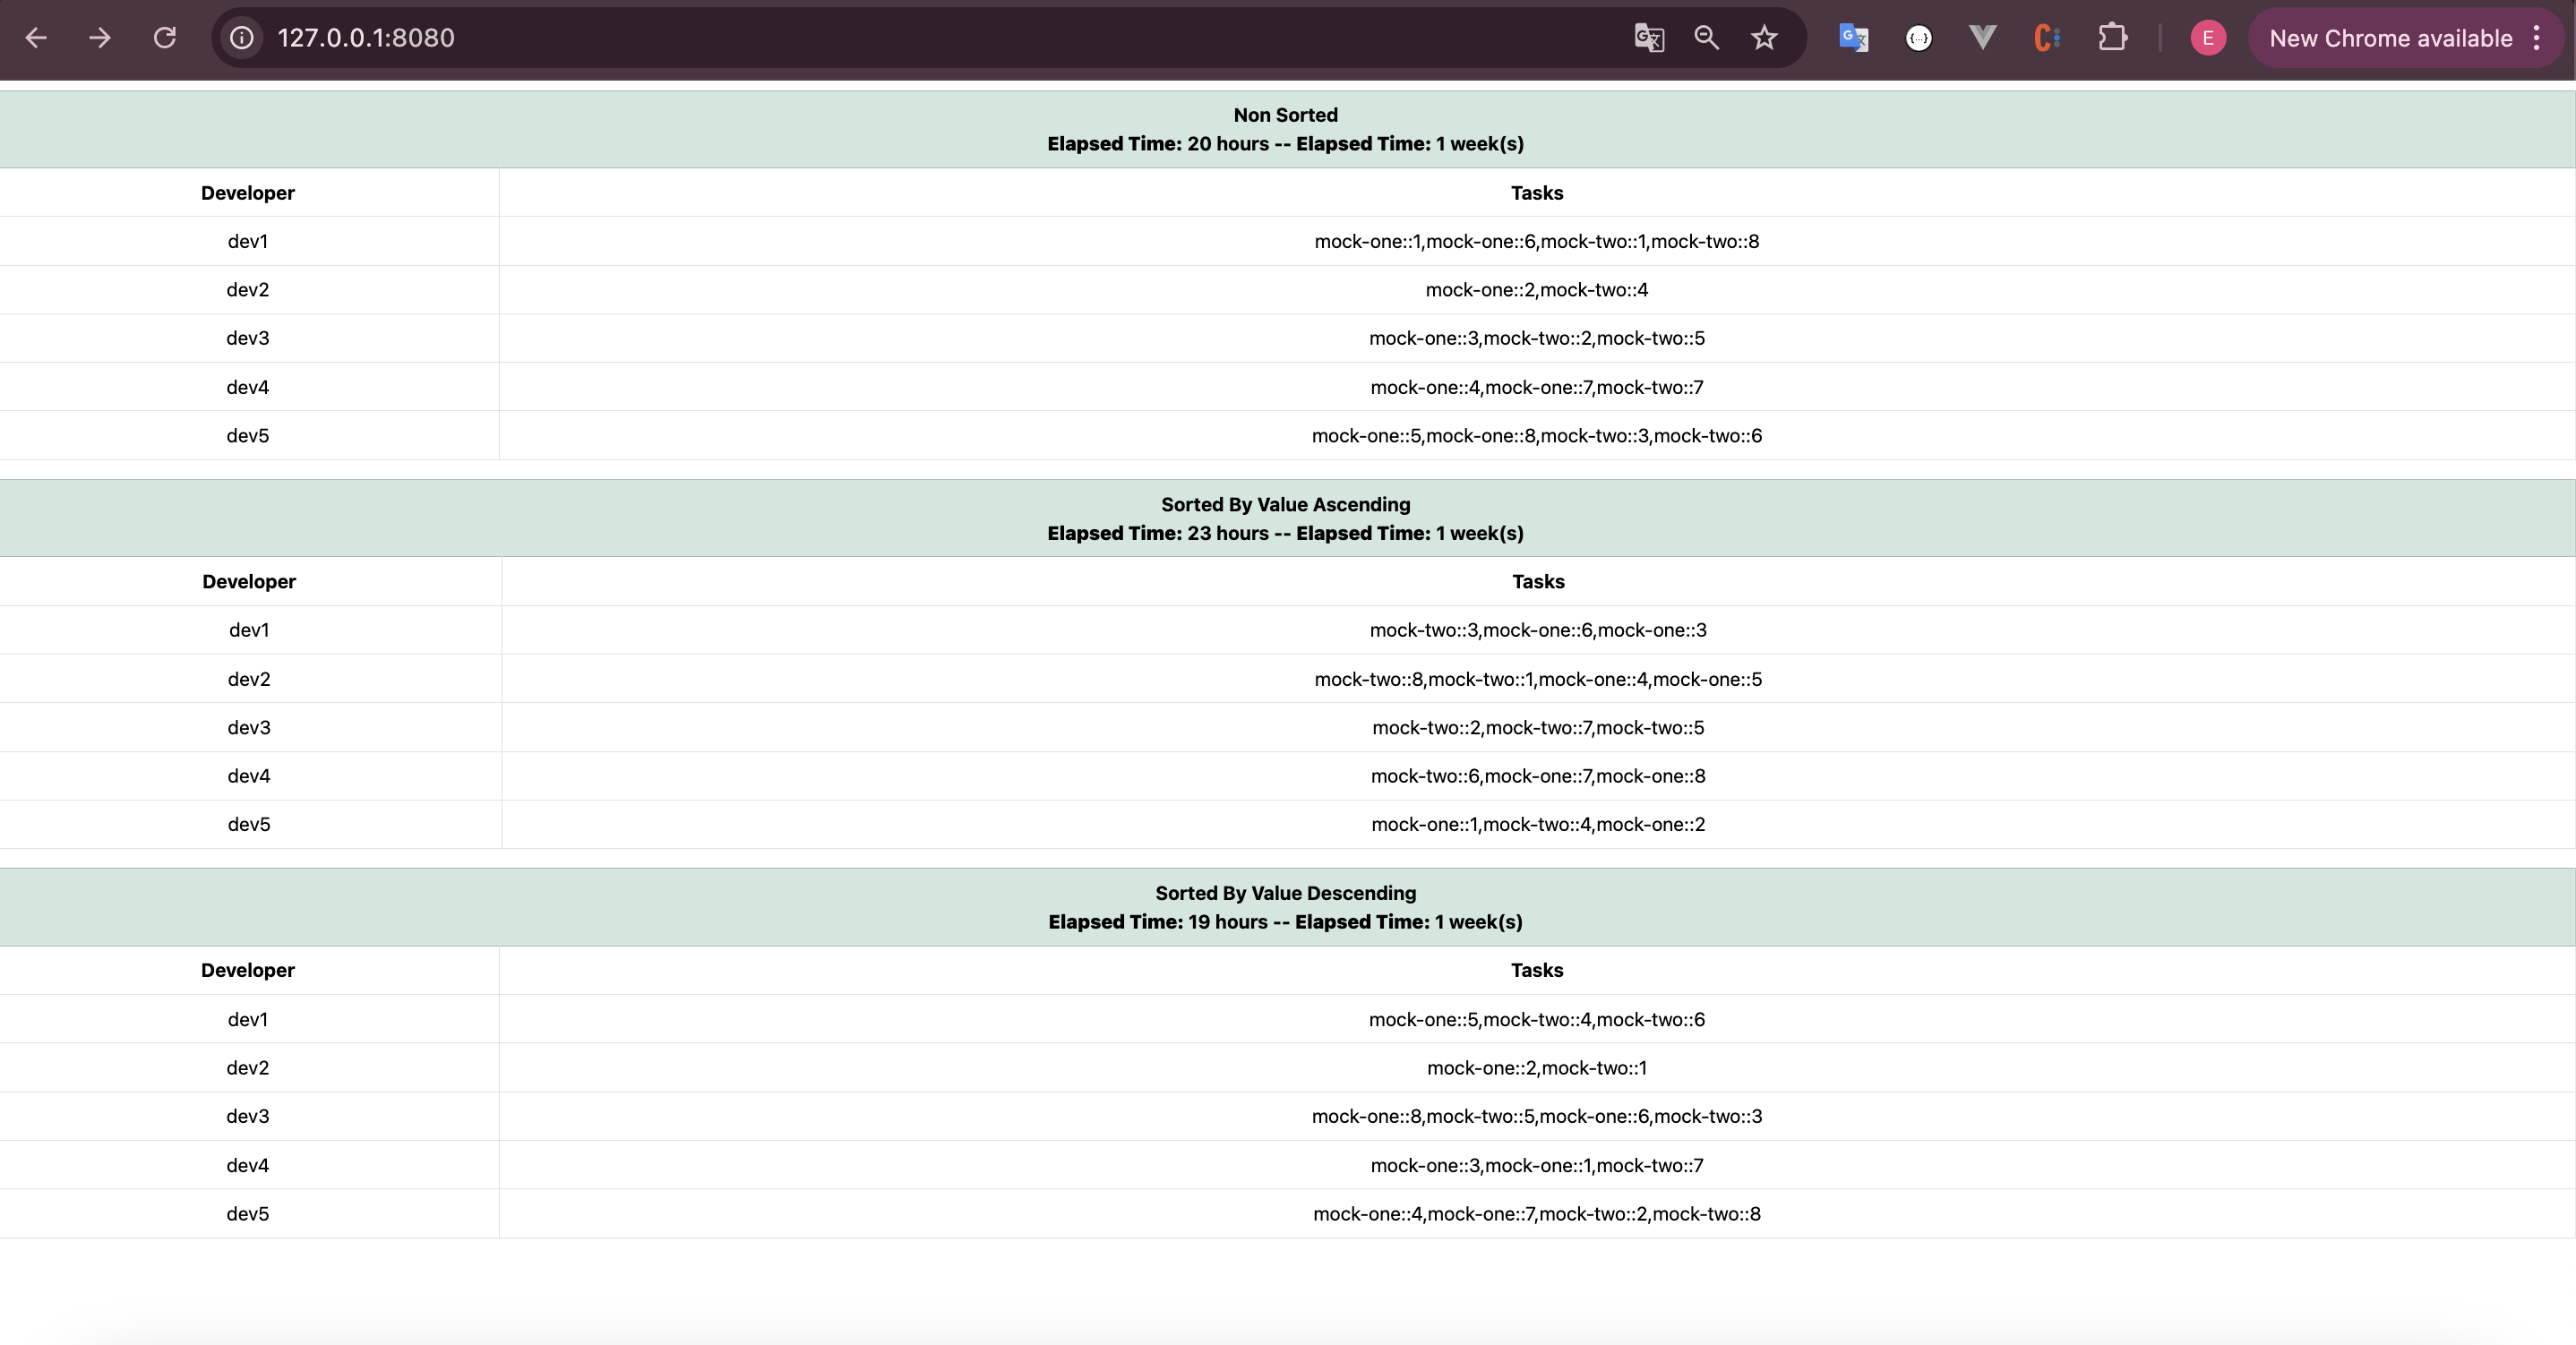 127.0.0.1:8080
E
New Chrome available
Non Sorted
Elapsed Time: 20 hours -- Elapsed Time: 1 week(s)
Developer Tasks
dev1 mock-one::1,mock-one::6,mock-two::1,mock-two::8
dev2 mock-one::2,mock-two::4
dev3 mock-one::3,mock-two::2,mock-two::5
dev4 mock-one::4,mock-one::7,mock-two::7
dev5 mock-one::5,mock-one::8,mock-two::3,mock-two::6
Sorted By Value Ascending
Elapsed Time: 23 hours -- Elapsed Time: 1 week(s)
Developer Tasks
dev1 mock-two::3,mock-one::6,mock-one::3
dev2 mock-two::8,mock-two::1,mock-one::4,mock-one::5
dev3 mock-two::2,mock-two::7,mock-two::5
dev4 mock-two::6,mock-one::7,mock-one::8
dev5 mock-one::1,mock-two::4,mock-one::2
Sorted By Value Descending
Elapsed Time: 19 hours -- Elapsed Time: 1 week(s)
Developer Tasks
dev1 mock-one::5,mock-two::4,mock-two::6
dev2 mock-one::2,mock-two::1
dev3 mock-one::8,mock-two::5,mock-one::6,mock-two::3
dev4 mock-one::3,mock-one::1,mock-two::7
dev5 mock-one::4,mock-one::7,mock-two::2,mock-two::8